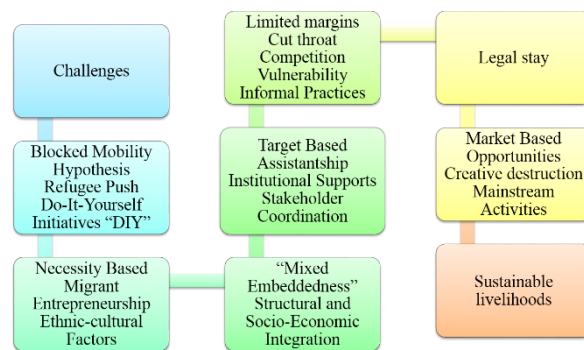 Challenges
Blocked Mobility
Hypothesis
Refugee Push
Do-It-Yourself
Initiatives “DIY”
Necessity Based
Migrant
Entrepreneurship
Ethnic-cultural
Factors
“Mixed
Embeddedness”
Structural and
Socio-Economic
Integration
Target Based
Assistantship
Institutional Supports
Stakeholder
Coordination
Limited margins
Cut throat
Competition
Vulnerability
Informal Practices
Legal stay
Market Based
Opportunities
Creative destruction
Mainstream
Activities
Sustainable
livelihoods